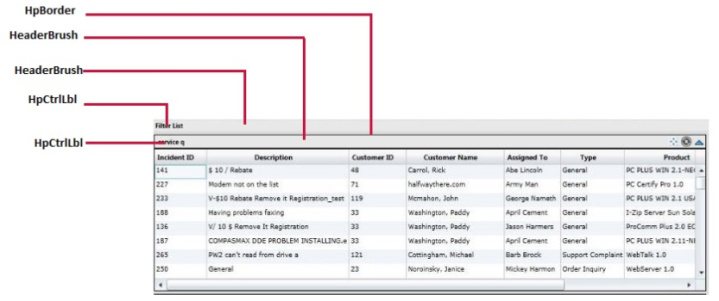 HpBorder
HeaderBrush
HeaderBrush
HpCtrlLbl
HpCtrlLbl
Filter List
service q
Incident ID Description Customer ID Customer Name Assigned To Type Product
141 $ 10 / Rebate 48 Carrol, Rick Abe Lincoln General PC PLUS WIN 2.1-NE
227 Modem not on the list 71 halfwaythere.com Army Man General PC Certify Pro 1.0
233 V-$10 Rebate Remove it Registration_test 119 Mcmahon, John George Nameth General PC PLUS WIN 2.1 USA
188 Having problems faxing 33 Washington, Paddy April Cement General I-Zip Server Sun Sola
136 V/ 10 $ Remove It Registration 33 Washington, Paddy Jason Harmers General ProComm Plus 2.0 EC
187 COMPASMAX DDE PROBLEM INSTALLING.e 33 Washington, Paddy April Cement General PC PLUS WIN 2.11-NE
265 PW2 can't read from drive a 121 Cottingham, Michael Barb Brock Support Complaint WebTalk 1.0
250 General 23 Noroinsky, Janice Mickey Harmon Order Inquiry WebServer 1.0